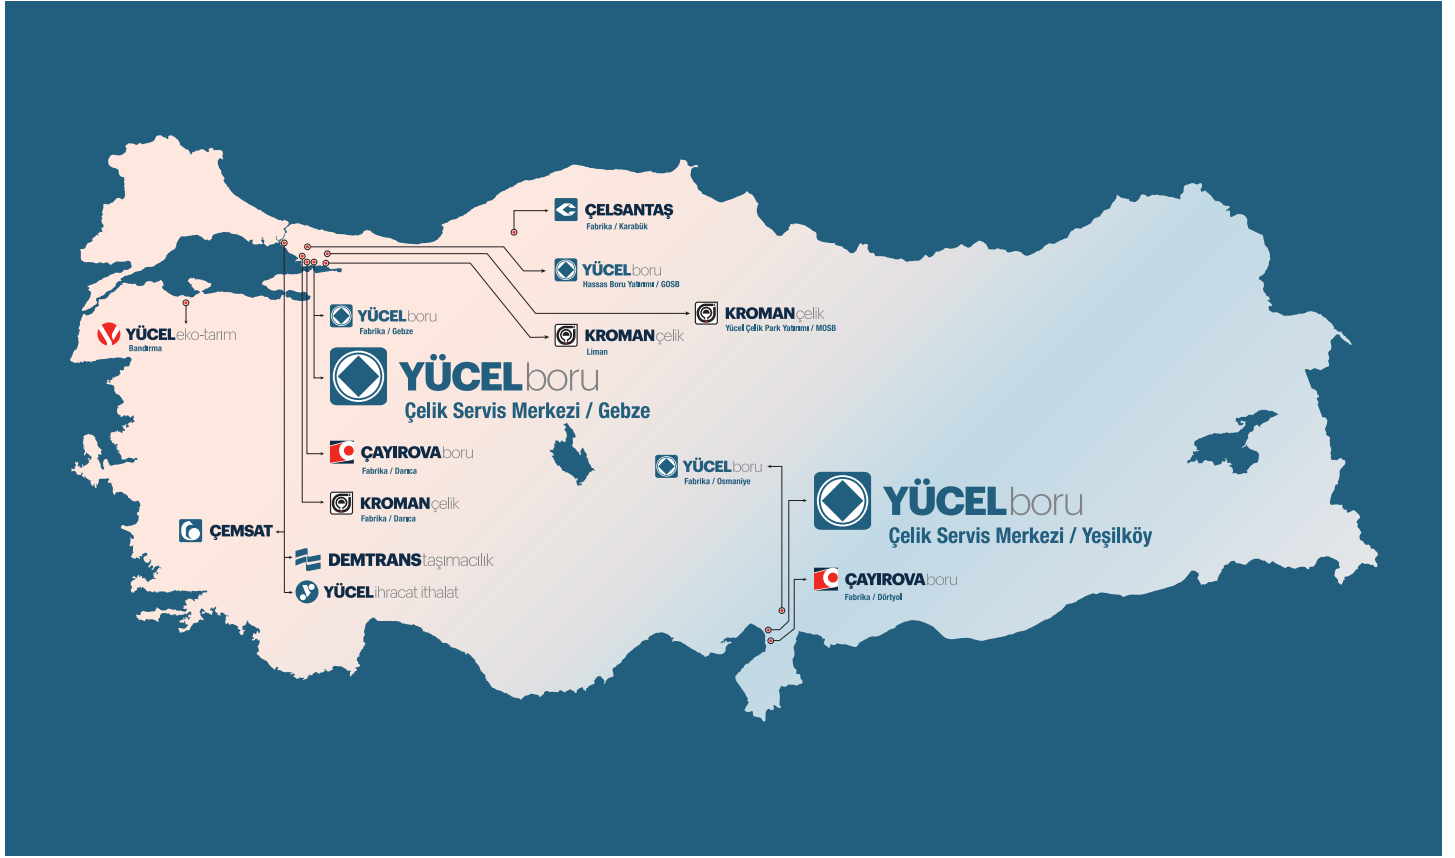 ÇELSANTAŞ
Fabrika / Karabük
YÜCELboru
Hassas Boru Yatırımı / GOSB
YÜCELboru
Fabrika / Gebze
KROMANçelik
Yücel Çelik Park Yatırımı / MOSB
YÜCELeko-tarım
Bandırma
KROMANçelik
Liman
YÜCELboru
Çelik Servis Merkezi / Gebze
ÇAYIROVAboru
Fabrika / Darıca
YÜCELboru
Fabrika / Osmaniye
KROMANçelik
Fabrika / Darıca
YÜCELboru
Çelik Servis Merkezi / Yeşilköy
ÇEMSAT
DEMTRANStaşımacılık
ÇAYIROVAboru
Fabrika / Dörtyol
YÜCELihracat ithalat